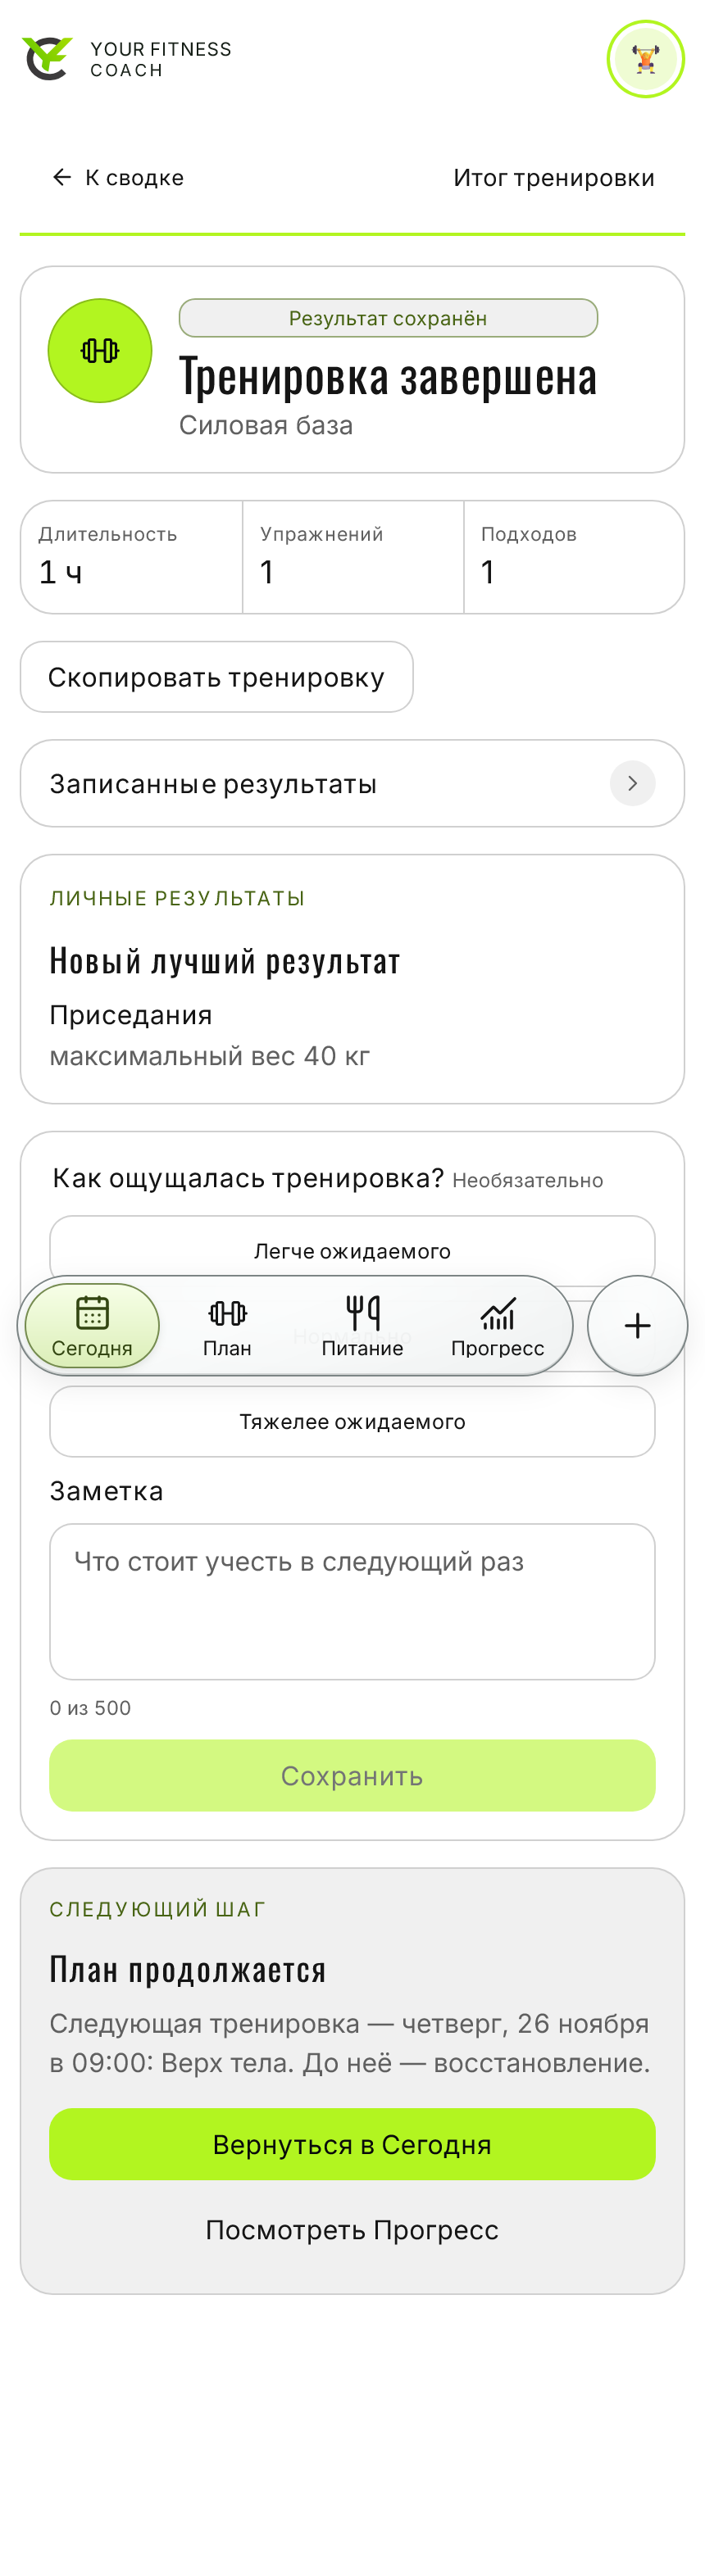 YOUR FITNESS
COACH
К сводке
Итог тренировки
Результат сохранён
Тренировка завершена
Силовая база
Длительность
1 ч
Упражнений
1
Подходов
1
Скопировать тренировку
Записанные результаты
ЛИЧНЫЕ РЕЗУЛЬТАТЫ
Новый лучший результат
Приседания
максимальный вес 40 кг
Как ощущалась тренировка? Необязательно
Легче ожидаемого
Нормально
Сегодня
План
Питание
Прогресс
Тяжелее ожидаемого
Заметка
Что стоит учесть в следующий раз
0 из 500
Сохранить
СЛЕДУЮЩИЙ ШАГ
План продолжается
Следующая тренировка — четверг, 26 ноября
в 09:00: Верх тела. До неё — восстановление.
Вернуться в Сегодня
Посмотреть Прогресс